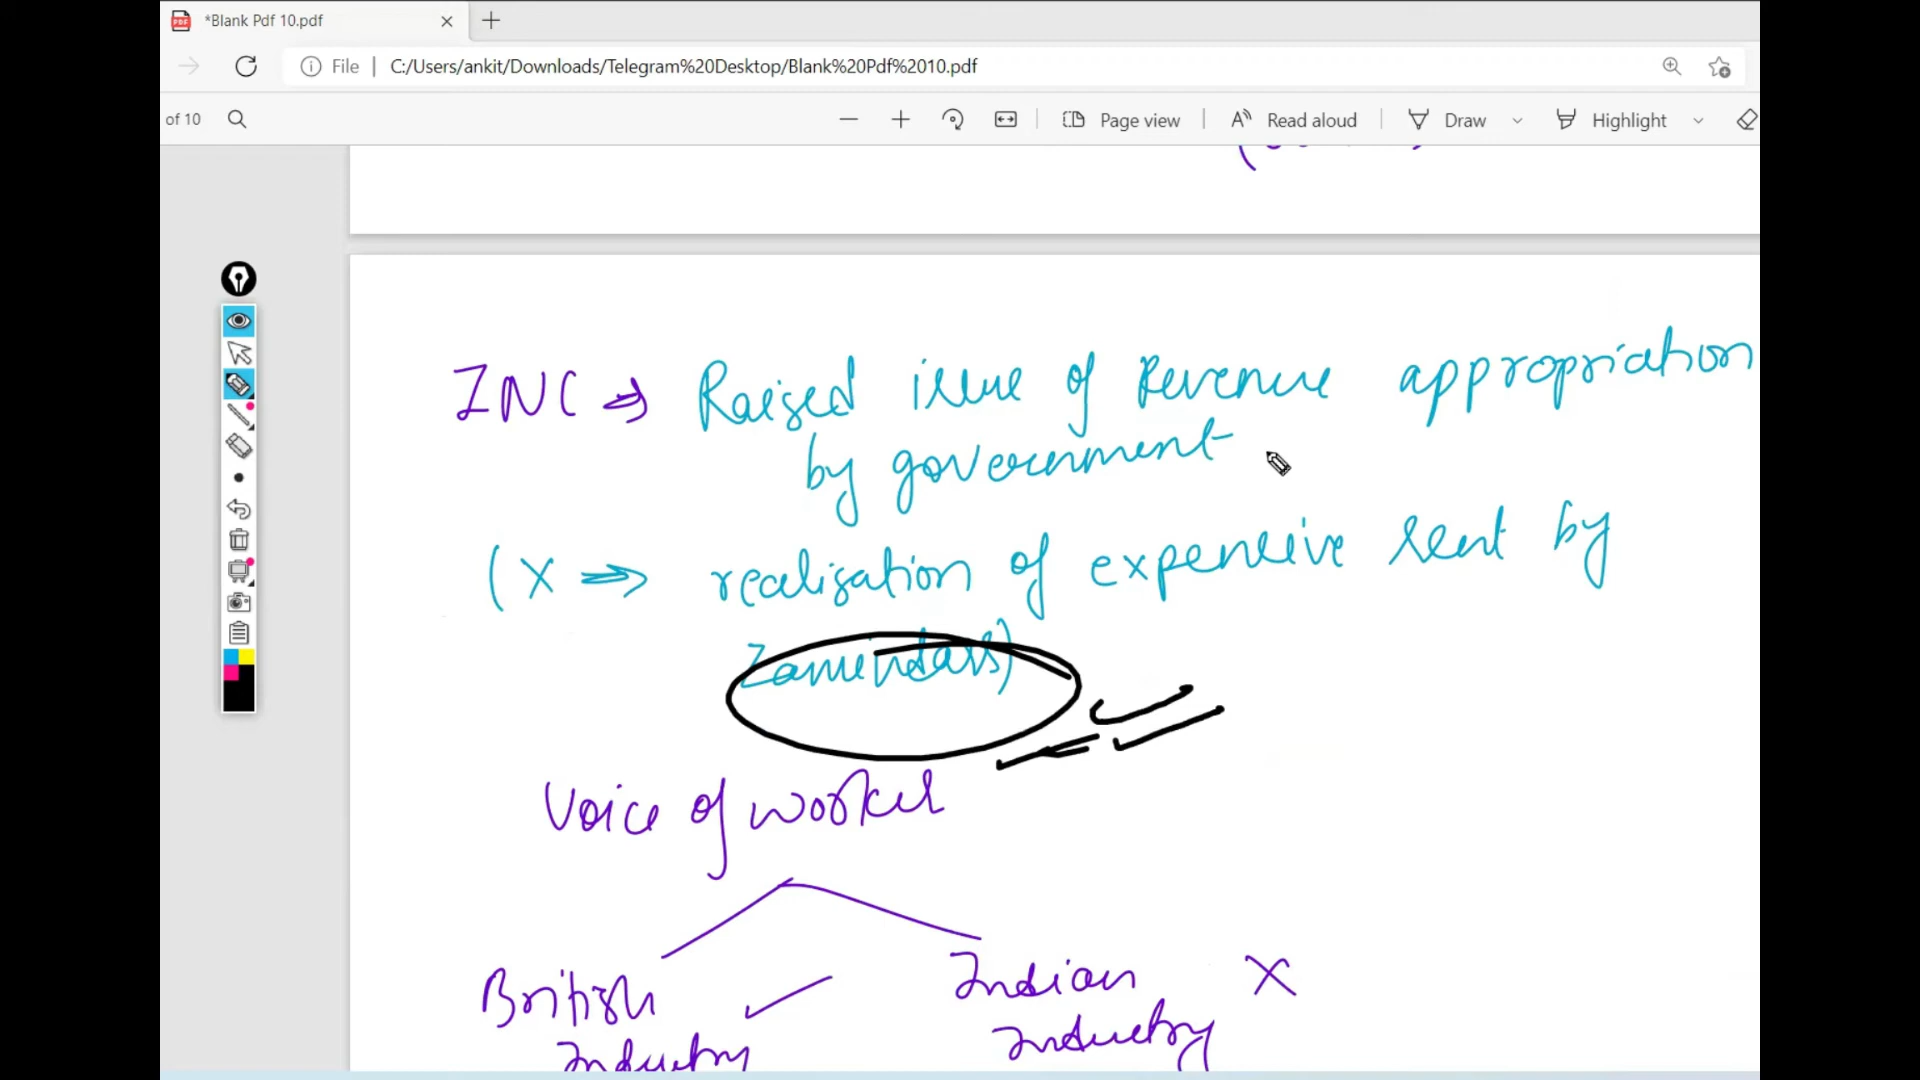 *Blank Pdf 10.pdf
File | C:/Users/ankit/Downloads/Telegram%20Desktop/Blank%20Pdf%2010.pdf
of 10 Page view Read aloud Draw Highlight
INC ⇒ Raised issue of Revenue appropriation
by government
(X ⇒ realisation of expensive rent by
Zamindars)
Voice of worker
British Indian X
Industry Industry